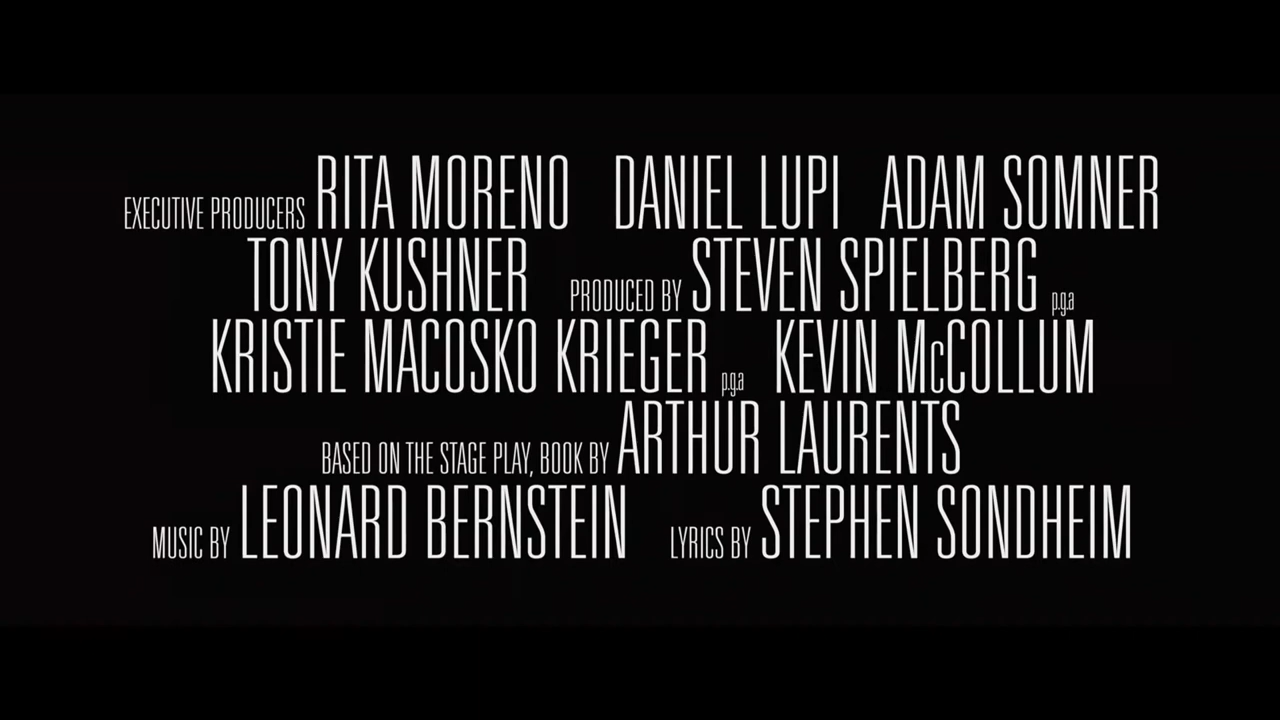 EXECUTIVE PRODUCERS RITA MORENO DANIEL LUPI ADAM SOMNER
TONY KUSHNER PRODUCED BY STEVEN SPIELBERG p.g.a
KRISTIE MACOSKO KRIEGER p.g.a KEVIN McCOLLUM
BASED ON THE STAGE PLAY, BOOK BY ARTHUR LAURENTS
MUSIC BY LEONARD BERNSTEIN LYRICS BY STEPHEN SONDHEIM